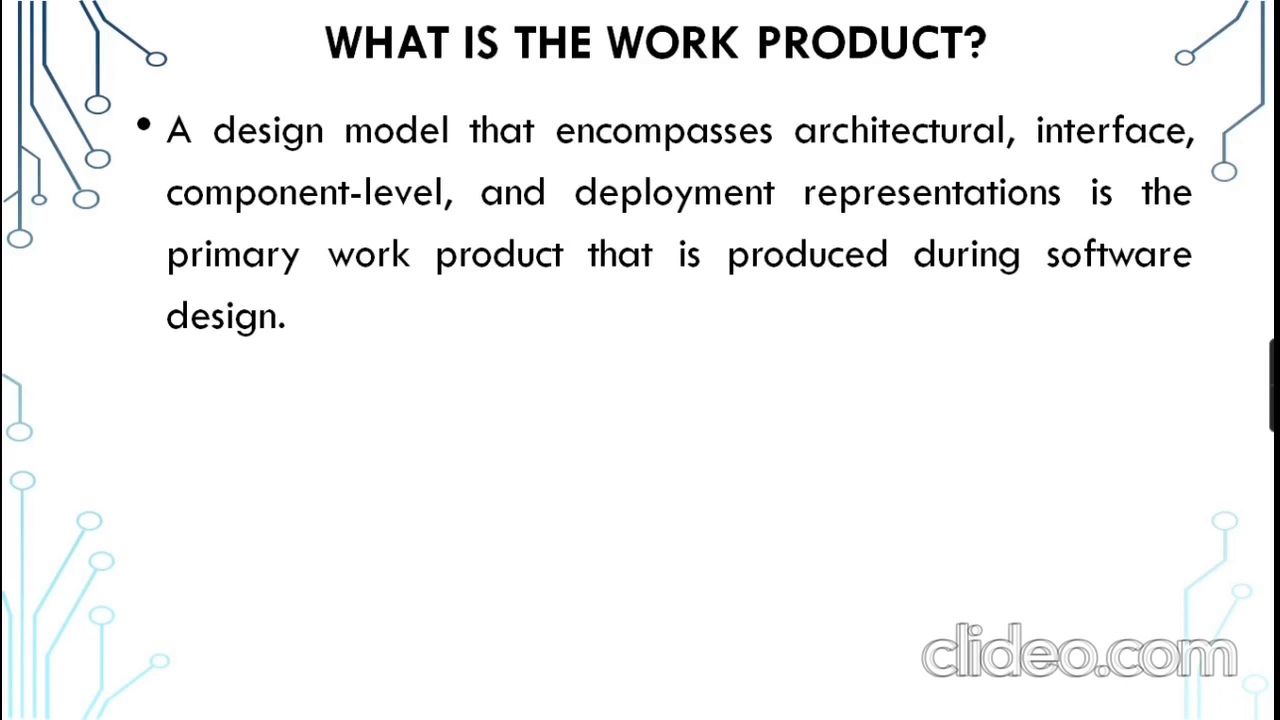 WHAT IS THE WORK PRODUCT?
• A design model that encompasses architectural, interface,
component-level, and deployment representations is the
primary work product that is produced during software
design.
clideo.com